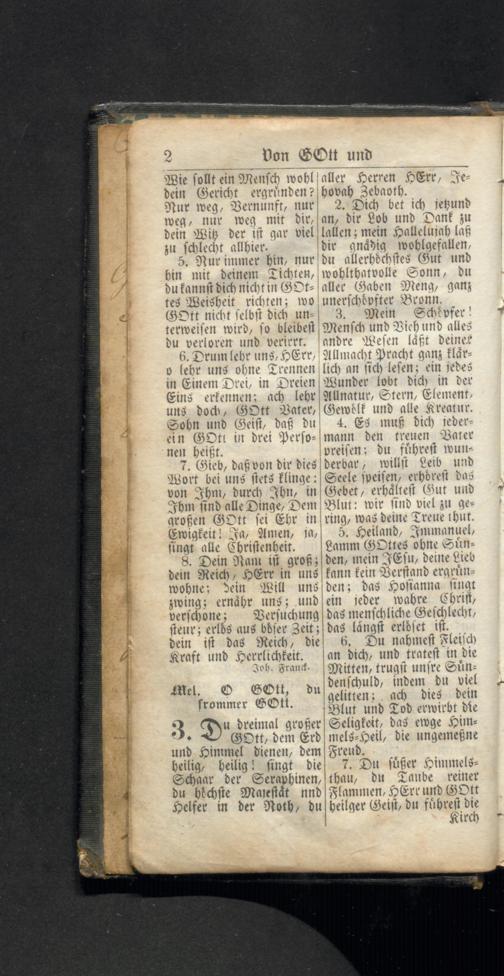 2 Von GOtt und
Wie sollt ein Mensch wohl
dein Gericht ergründen?
Nur weg, Vernunft, nur
weg, nur weg mit dir,
dein Witz der ist gar viel
zu schlecht allhier.
5. Nur immer hin, nur
hin mit deinem Tichten,
du kannst dich nicht in GOt-
tes Weisheit richten; wo
GOtt nicht selbst dich un-
terweisen wird, so bleibest
du verloren und verirrt.
6. Drum lehr uns, HErr,
o lehr uns ohne Trennen
in Einem Drei, in Dreien
Eins erkennen; ach lehr
uns doch, GOtt Vater,
Sohn und Geist, daß du
ein GOtt in drei Perso-
nen heißt.
7. Gieb, daß von dir dies
Wort bei uns stets klinge:
von Ihm, durch Ihn, in
Ihm sind alle Dinge, Dem
großen GOtt sei Ehr in
Ewigkeit! Ja, Amen, ja,
singt alle Christenheit.
8. Dein Nam ist groß;
dein Reich, HErr in uns
wohne; dein Will uns
zwing; ernähr uns; und
verschone; Versuchung
steur; erlös aus böser Zeit;
dein ist das Reich, die
Kraft und Herrlichkeit.
Joh. Franck.
Mel. O GOtt, du
frommer GOtt.
3. Du dreimal großer
GOtt, dem Erd
und Himmel dienen, dem
heilig, heilig! singt die
Schaar der Seraphinen,
du höchste Majestät und
Helfer in der Noth, du
aller Herren HErr, Je-
hovah Zebaoth.
2. Dich bet ich jetzund
an, dir Lob und Dank zu
lallen; mein Hallelujah laß
dir gnädig wohlgefallen,
du allerhöchstes Gut und
wohlthatvolle Sonn, du
aller Gaben Meng, ganz
unerschöpfter Bronn.
3. Mein Schöpfer!
Mensch und Vieh und alles
andre Wesen läßt deiner
Allmacht Pracht ganz klär-
lich an sich lesen; ein jedes
Wunder lobt dich in der
Allnatur, Stern, Element,
Gewölk und alle Kreatur.
4. Es muß dich jeder-
mann den treuen Vater
preisen; du führest wun-
derbar, willst Leib und
Seele speisen, erhörest das
Gebet, erhältest Gut und
Blut: wir sind viel zu ge-
ring, was deine Treue thut.
5. Heiland, Immanuel,
Lamm GOttes ohne Sün-
den, mein JEsu, deine Lieb
kann kein Verstand ergrün-
den; das Hosianna singt
ein jeder wahre Christ,
das menschliche Geschlecht,
das längst erlöset ist.
6. Du nahmest Fleisch
an dich, und tratest in die
Mitten, trugst unsre Sün-
denschuld, indem du viel
gelitten; ach dies dein
Blut und Tod erwirbt die
Seligkeit, das ewge Him-
mels-Heil, die ungemeßne
Freud.
7. Du süßer Himmels-
thau, du Taube reiner
Flammen, HErr und GOtt
heilger Geist, du führest die
Kirch